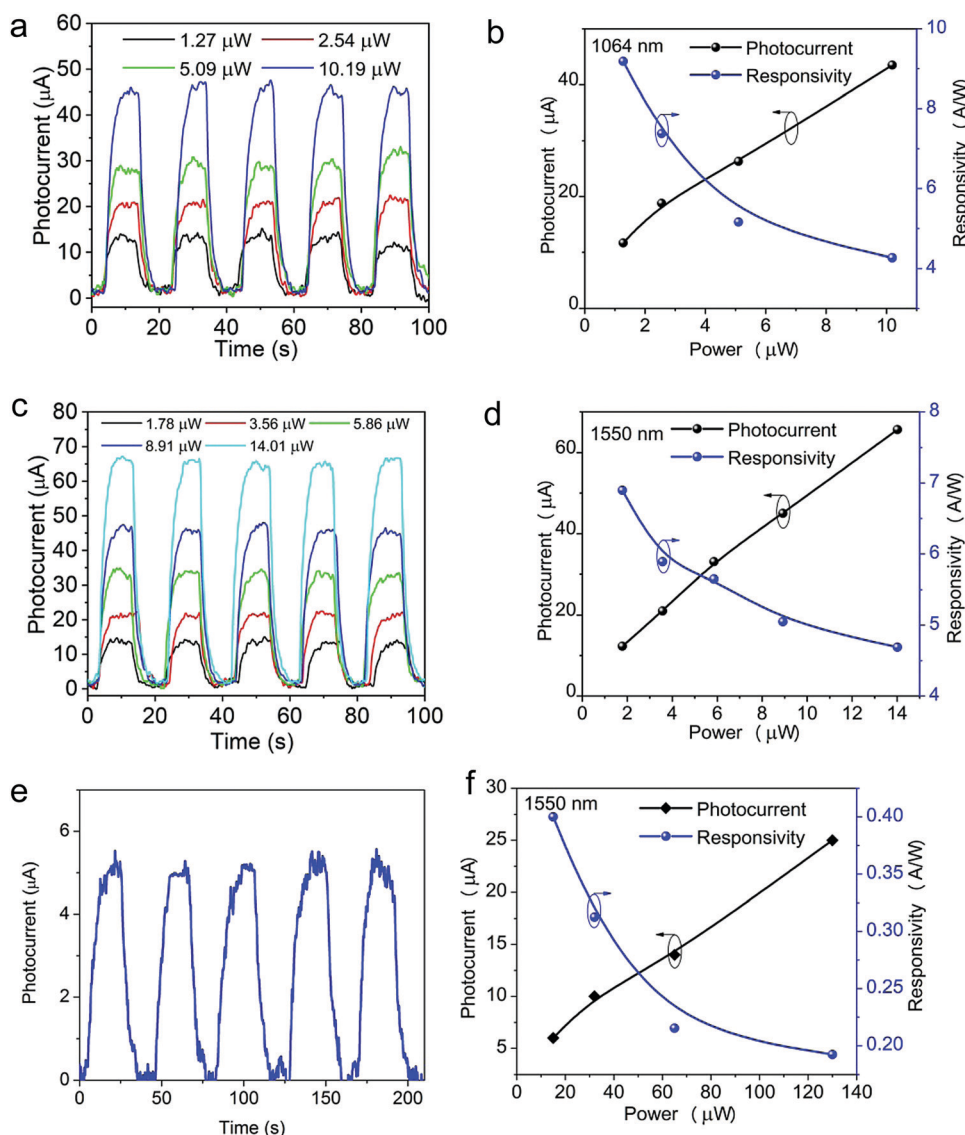 a
1.27 μW 2.54 μW
5.09 μW 10.19 μW
Photocurrent (μA)
60
50
40
30
20
10
0
0 20 40 60 80 100
Time (s)
b
1064 nm
Photocurrent
Responsivity
Photocurrent ( μA)
40
20
0
Responsivity ( A/W)
10
9
8
6
4
0 2 4 6 8 10
Power ( μW)
c
1.78 μW 3.56 μW 5.86 μW
8.91 μW 14.01 μW
Photocurrent (μA)
80
70
60
50
40
30
20
10
0
0 20 40 60 80 100
Time (s)
d
1550 nm
Photocurrent
Responsivity
Photocurrent ( μA)
60
40
20
0
Responsivity ( A/W)
8
7
6
5
4
0 2 4 6 8 10 12 14
Power ( μW)
e
Photocurrent (μA)
6
4
2
0
0 50 100 150 200
Time (s)
f
1550 nm
Photocurrent
Responsivity
Photocurrent ( μA)
30
25
20
15
10
5
Responsivity ( A/W)
0.40
0.35
0.30
0.25
0.20
0 20 40 60 80 100 120 140
Power ( μW)